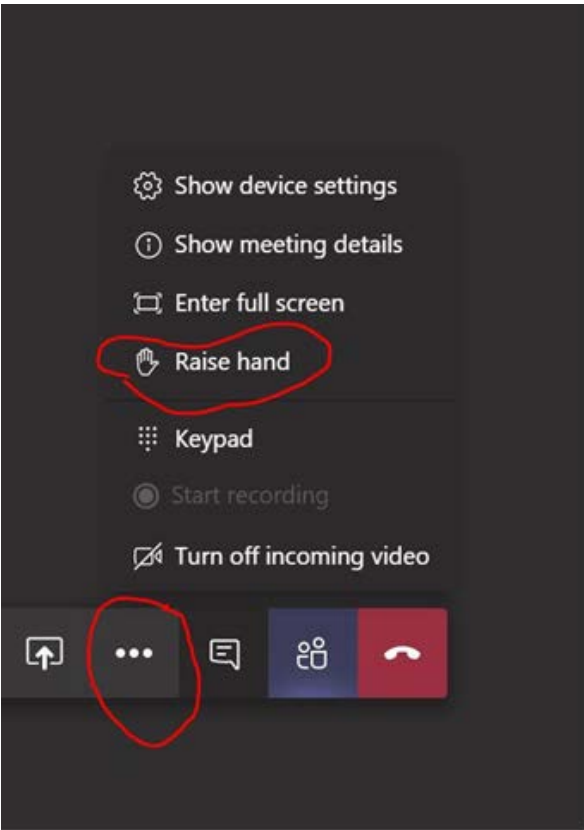 Show device settings
Show meeting details
Enter full screen
Raise hand
Keypad
Start recording
Turn off incoming video